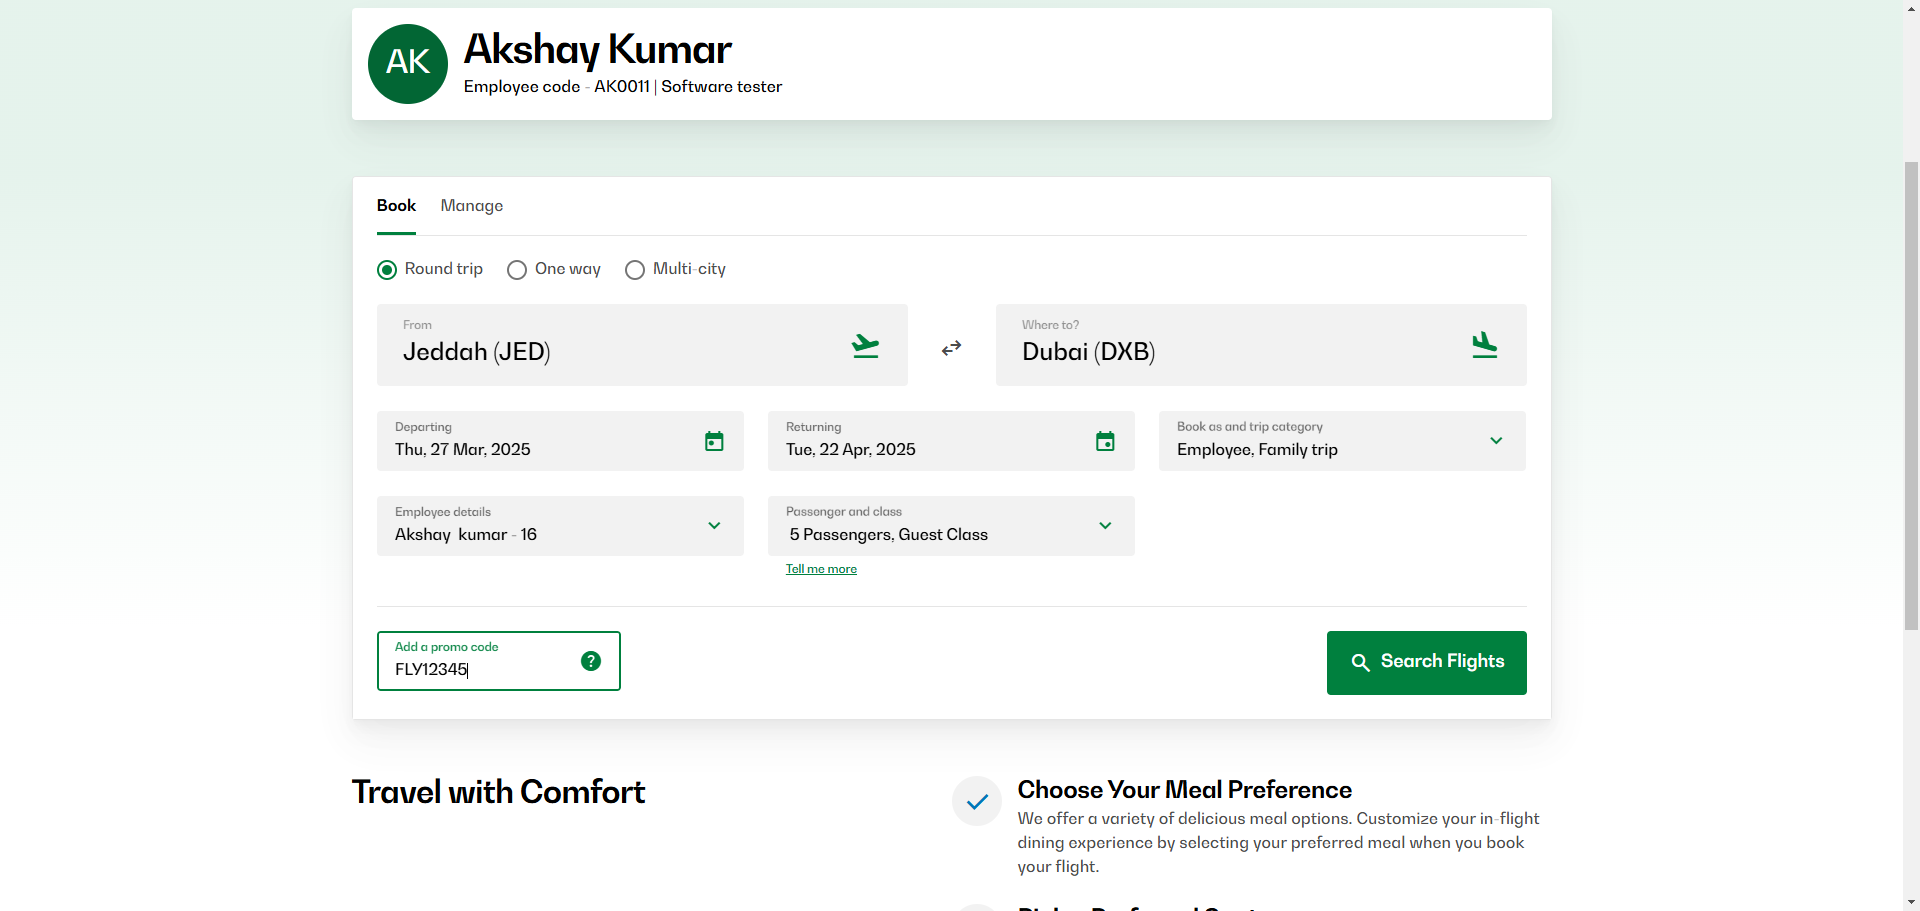 AK
Akshay Kumar
Employee code - AK0011 | Software tester
Book
Manage
Round trip
One way
Multi-city
From
Jeddah (JED)
Where to?
Dubai (DXB)
Departing
Thu, 27 Mar, 2025
Returning
Tue, 22 Apr, 2025
Book as and trip category
Employee, Family trip
Employee details
Akshay kumar - 16
Passenger and class
5 Passengers, Guest Class
Tell me more
Add a promo code
FLY12345
?
Search Flights
Travel with Comfort
Choose Your Meal Preference
We offer a variety of delicious meal options. Customize your in-flight
dining experience by selecting your preferred meal when you book
your flight.